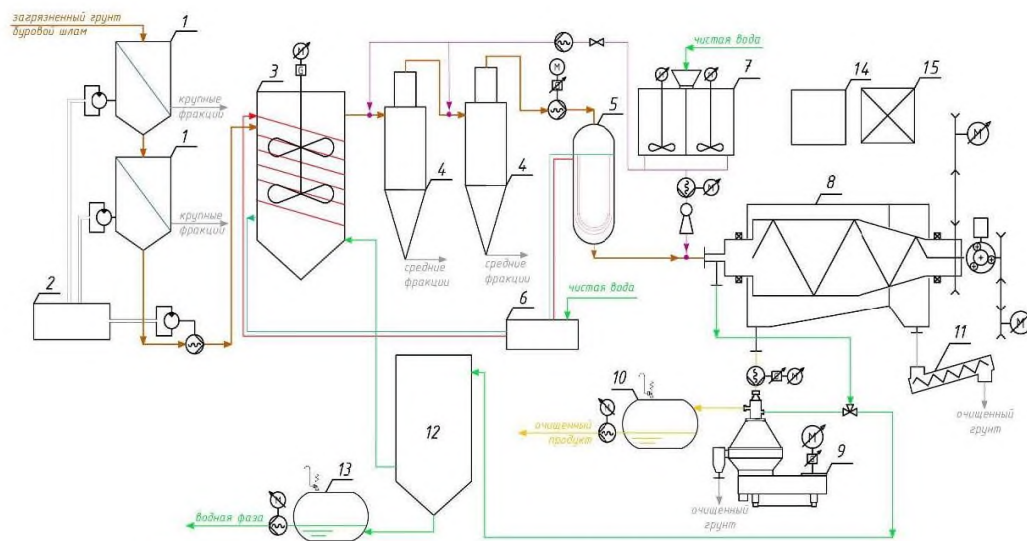 загрязненный грунт
буровой шлам
1
крупные
фракции
1
крупные
фракции
2
3
M
G
4
средние
фракции
4
средние
фракции
M
5
чистая вода
7
M
M
M
14
15
M
8
M
6
чистая вода
11
очищенный
грунт
12
10
M
очищенный
продукт
M
M
9
очищенный
грунт
13
M
водная фаза